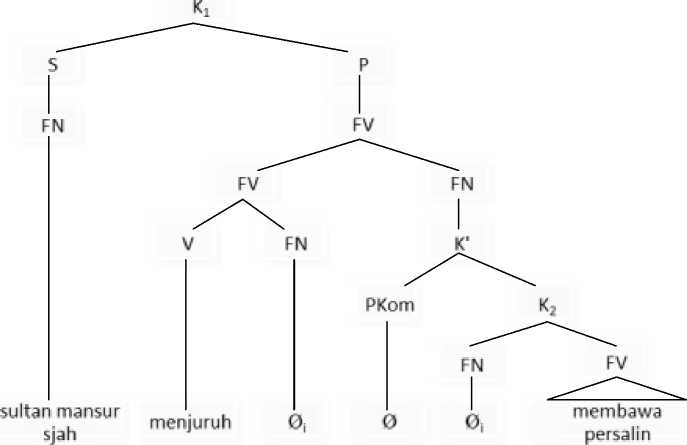 K₁
S P
FN FV
FV FN
V FN K'
PKom K₂
FN FV
sultan mansur sjah menjuruh Øᵢ Ø Øᵢ membawa persalin